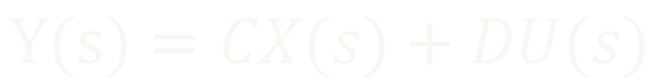 Y(s) = CX(s) + DU(s)